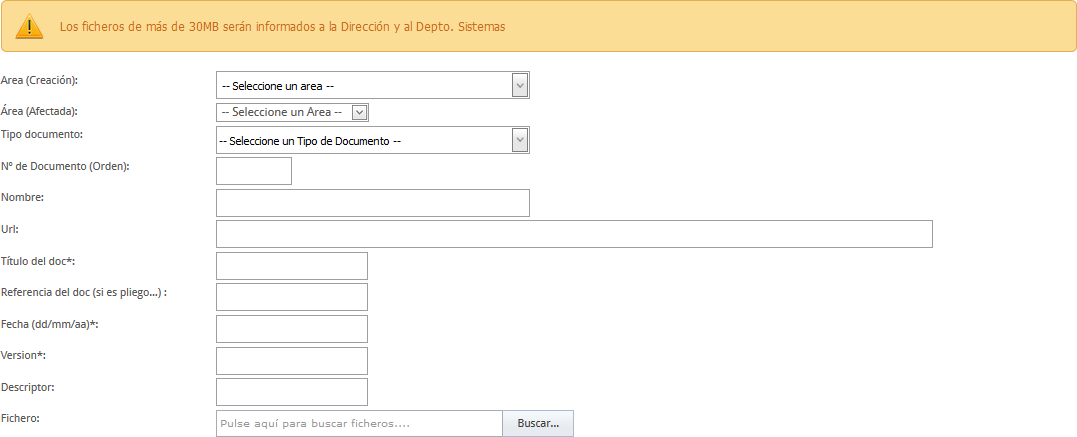 Los ficheros de más de 30MB serán informados a la Dirección y al Depto. Sistemas
Area (Creación): -- Seleccione un area --
Área (Afectada): -- Seleccione un Area --
Tipo documento: -- Seleccione un Tipo de Documento --
Nº de Documento (Orden):
Nombre:
Url:
Título del doc*:
Referencia del doc (si es pliego...) :
Fecha (dd/mm/aa)*:
Version*:
Descriptor:
Fichero: Pulse aquí para buscar ficheros.... Buscar...